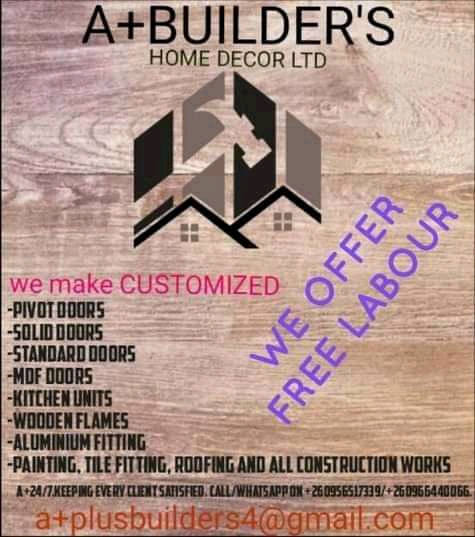 A+BUILDER'S
HOME DECOR LTD
we make CUSTOMIZED
-PIVOT DOORS
-SOLID DOORS
-STANDARD DOORS
-MDF DOORS
-KITCHEN UNITS
-WOODEN FLAMES
-ALUMINIUM FITTING
-PAINTING, TILE FITTING, ROOFING AND ALL CONSTRUCTION WORKS
WE OFFER
FREE LABOUR
A+24/7.KEEPING EVERY CLIENT SATISFIED. CALL/WHATSAPP ON +260956517339/+260966440066.
a+plusbuilders4@gmail.com